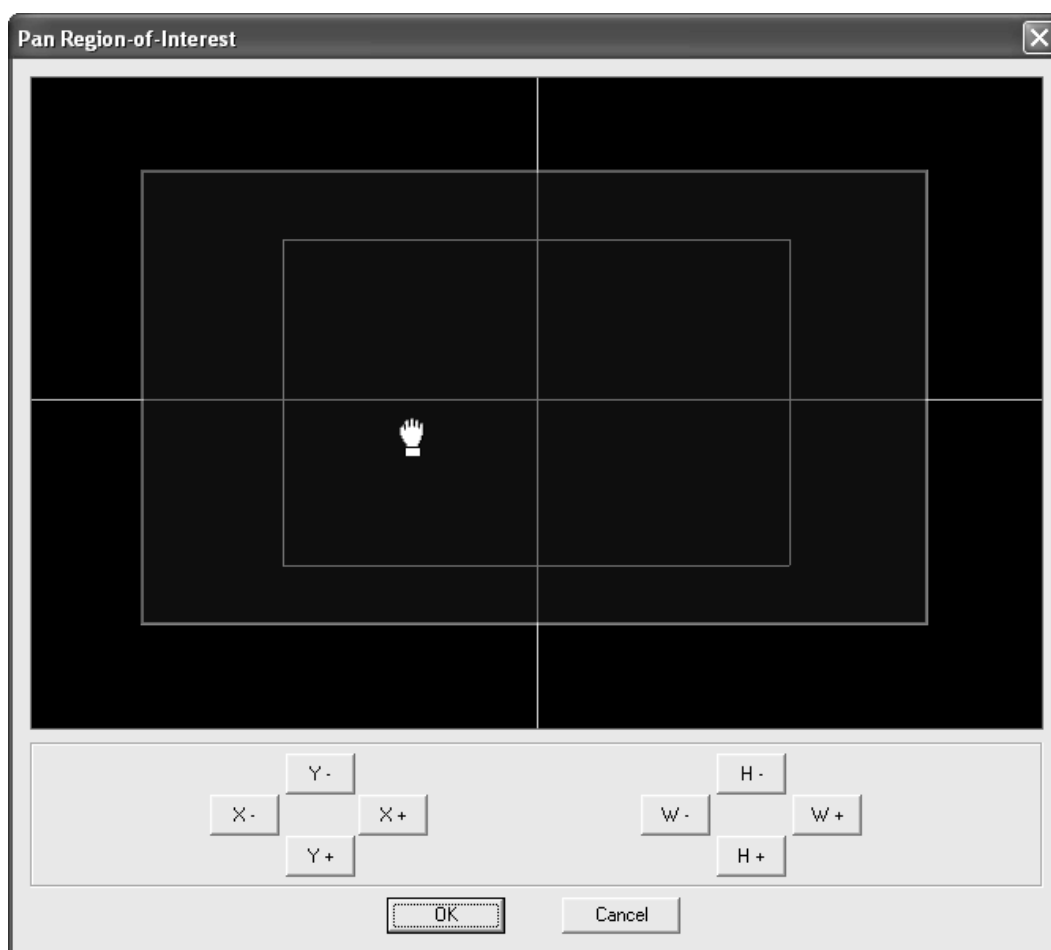 Pan Region-of-Interest
Y - H -
X - X + W - W +
Y + H +
OK Cancel